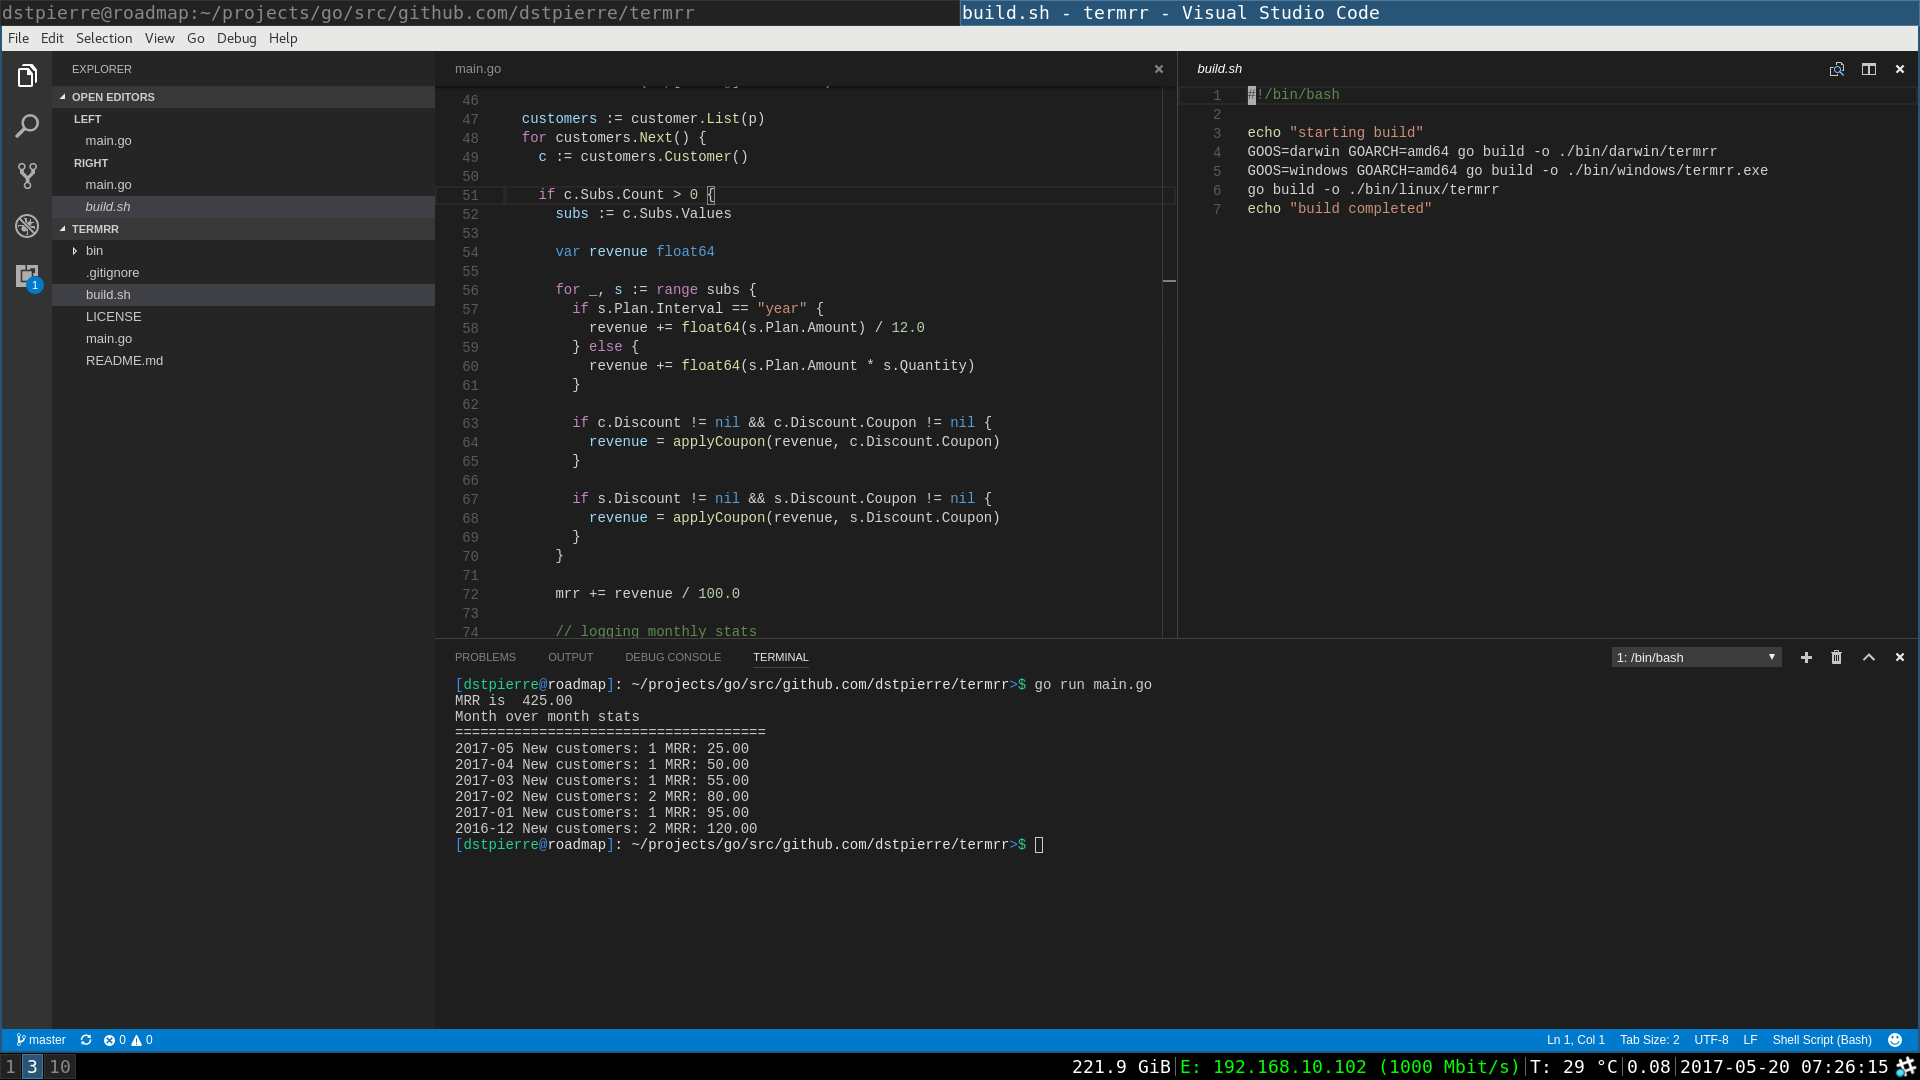 dstpierre@roadmap:~/projects/go/src/github.com/dstpierre/termrr
build.sh - termrr - Visual Studio Code
File Edit Selection View Go Debug Help
EXPLORER
OPEN EDITORS
LEFT
main.go
RIGHT
main.go
build.sh
TERMRR
bin
.gitignore
build.sh
LICENSE
main.go
README.md
1
main.go
46
47 customers := customer.List(p)
48 for customers.Next() {
49 c := customers.Customer()
50
51 if c.Subs.Count > 0 {
52 subs := c.Subs.Values
53
54 var revenue float64
55
56 for _, s := range subs {
57 if s.Plan.Interval == "year" {
58 revenue += float64(s.Plan.Amount) / 12.0
59 } else {
60 revenue += float64(s.Plan.Amount * s.Quantity)
61 }
62
63 if c.Discount != nil && c.Discount.Coupon != nil {
64 revenue = applyCoupon(revenue, c.Discount.Coupon)
65 }
66
67 if s.Discount != nil && s.Discount.Coupon != nil {
68 revenue = applyCoupon(revenue, s.Discount.Coupon)
69 }
70 }
71
72 mrr += revenue / 100.0
73
74 // logging monthly stats
build.sh
1 #!/bin/bash
2
3 echo "starting build"
4 GOOS=darwin GOARCH=amd64 go build -o ./bin/darwin/termrr
5 GOOS=windows GOARCH=amd64 go build -o ./bin/windows/termrr.exe
6 go build -o ./bin/linux/termrr
7 echo "build completed"
PROBLEMS OUTPUT DEBUG CONSOLE TERMINAL
1: /bin/bash
[dstpierre@roadmap]: ~/projects/go/src/github.com/dstpierre/termrr>$ go run main.go
MRR is  425.00
Month over month stats
=====================================
2017-05 New customers: 1 MRR: 25.00
2017-04 New customers: 1 MRR: 50.00
2017-03 New customers: 1 MRR: 55.00
2017-02 New customers: 2 MRR: 80.00
2017-01 New customers: 1 MRR: 95.00
2016-12 New customers: 2 MRR: 120.00
[dstpierre@roadmap]: ~/projects/go/src/github.com/dstpierre/termrr>$
master 0 0
Ln 1, Col 1 Tab Size: 2 UTF-8 LF Shell Script (Bash)
1 3 10
221.9 GiB|E: 192.168.10.102 (1000 Mbit/s)|T: 29 °C|0.08|2017-05-20 07:26:15